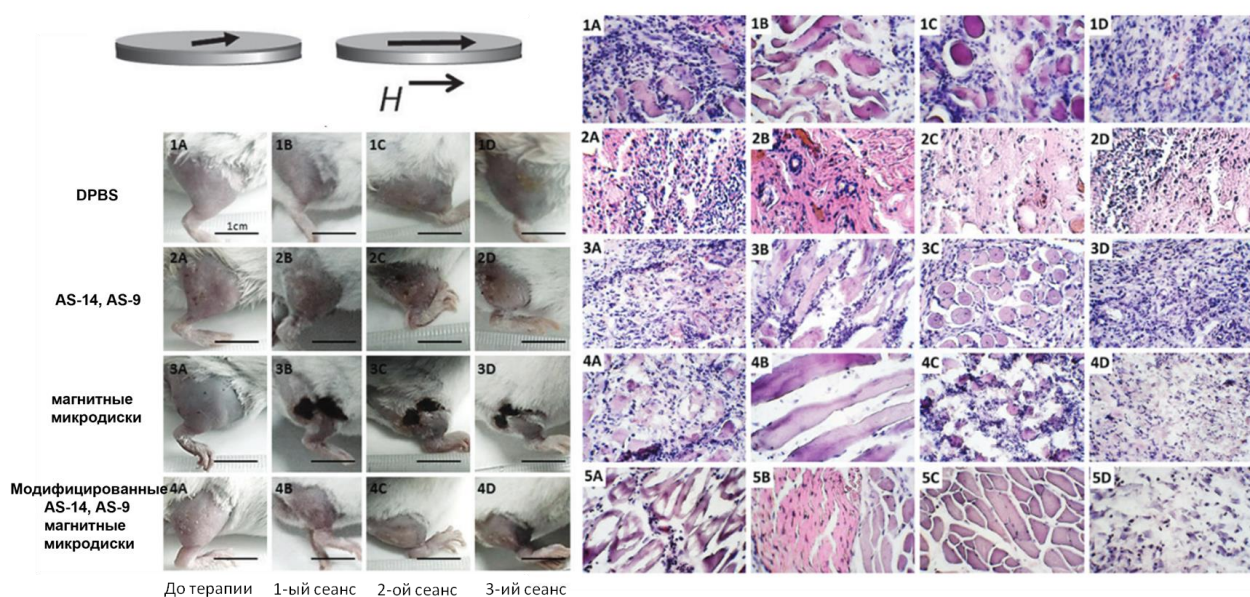 H
DPBS
1A 1B 1C 1D
1cm
AS-14, AS-9
2A 2B 2C 2D
магнитные
микродиски
3A 3B 3C 3D
Модифицированные
AS-14, AS-9
магнитные
микродиски
4A 4B 4C 4D
До терапии 1-ый сеанс 2-ой сеанс 3-ий сеанс
1A 1B 1C 1D
2A 2B 2C 2D
3A 3B 3C 3D
4A 4B 4C 4D
5A 5B 5C 5D